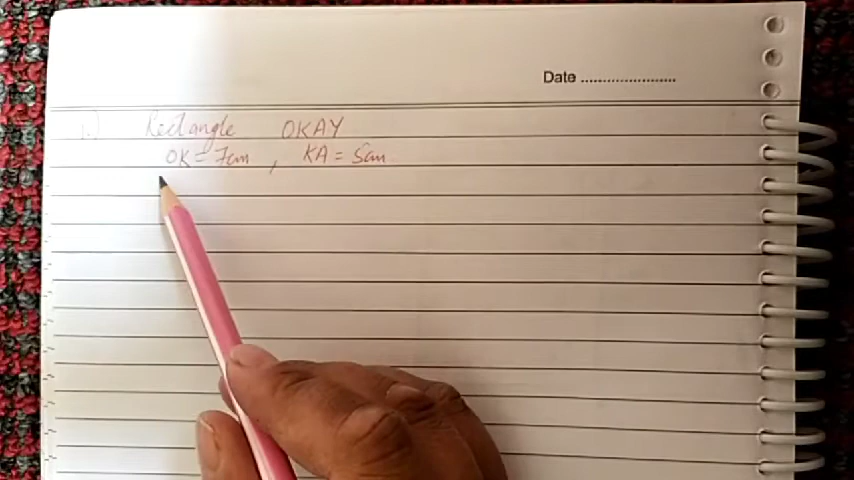 Date ......................
Rectangle OKAY
OK = 7cm , KA = 5cm